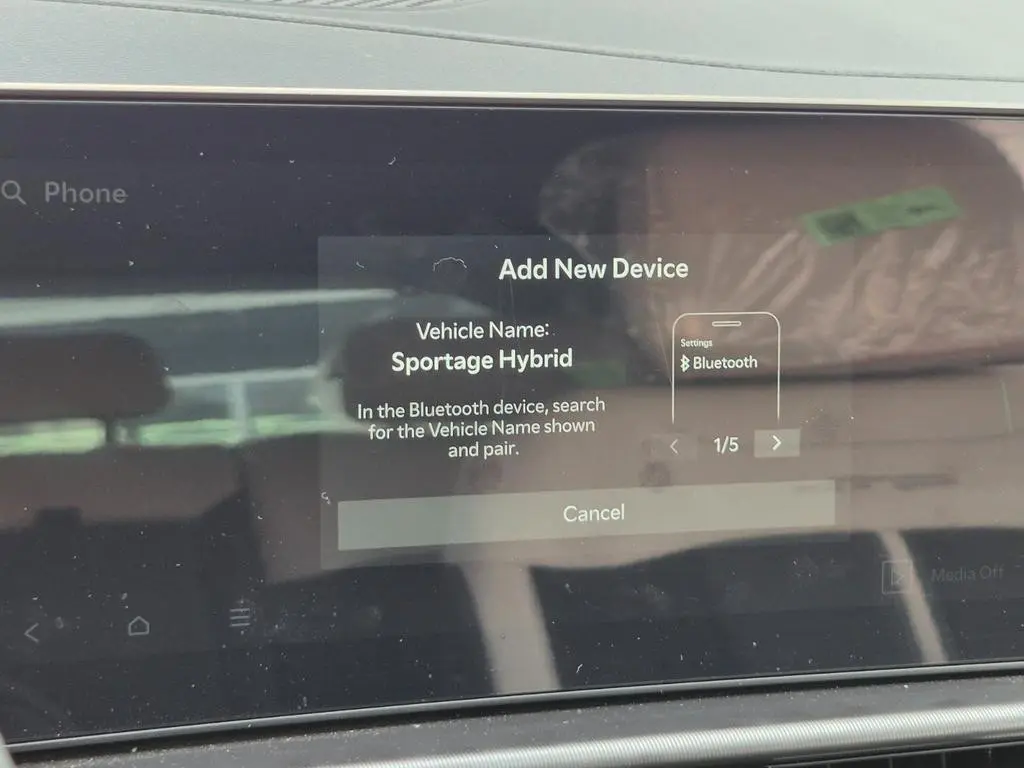 Phone
Add New Device
Vehicle Name:
Sportage Hybrid
In the Bluetooth device, search
for the Vehicle Name shown
and pair.
Settings
Bluetooth
1/5
Cancel
Media Off